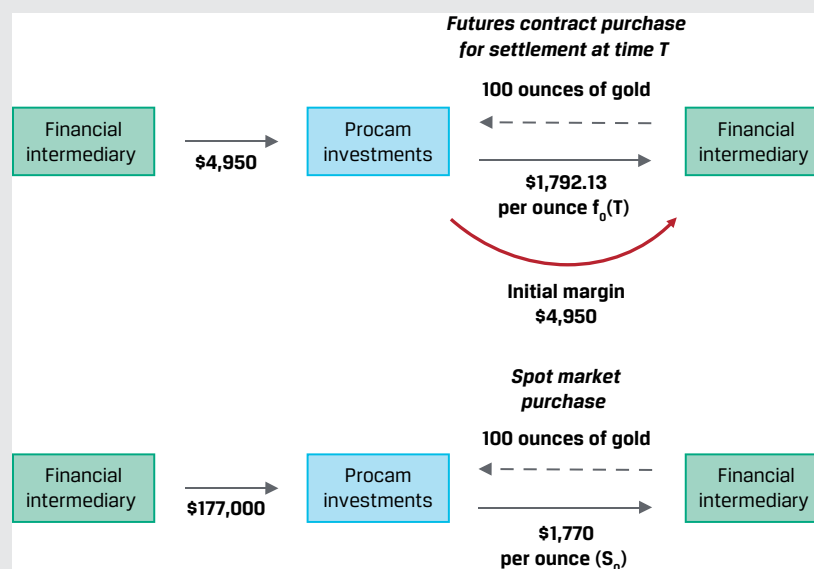 Futures contract purchase
for settlement at time T
100 ounces of gold
Financial
intermediary
$4,950
Procam
investments
$1,792.13
per ounce f₀(T)
Financial
intermediary
Initial margin
$4,950
Spot market
purchase
100 ounces of gold
Financial
intermediary
$177,000
Procam
investments
$1,770
per ounce (S₀)
Financial
intermediary